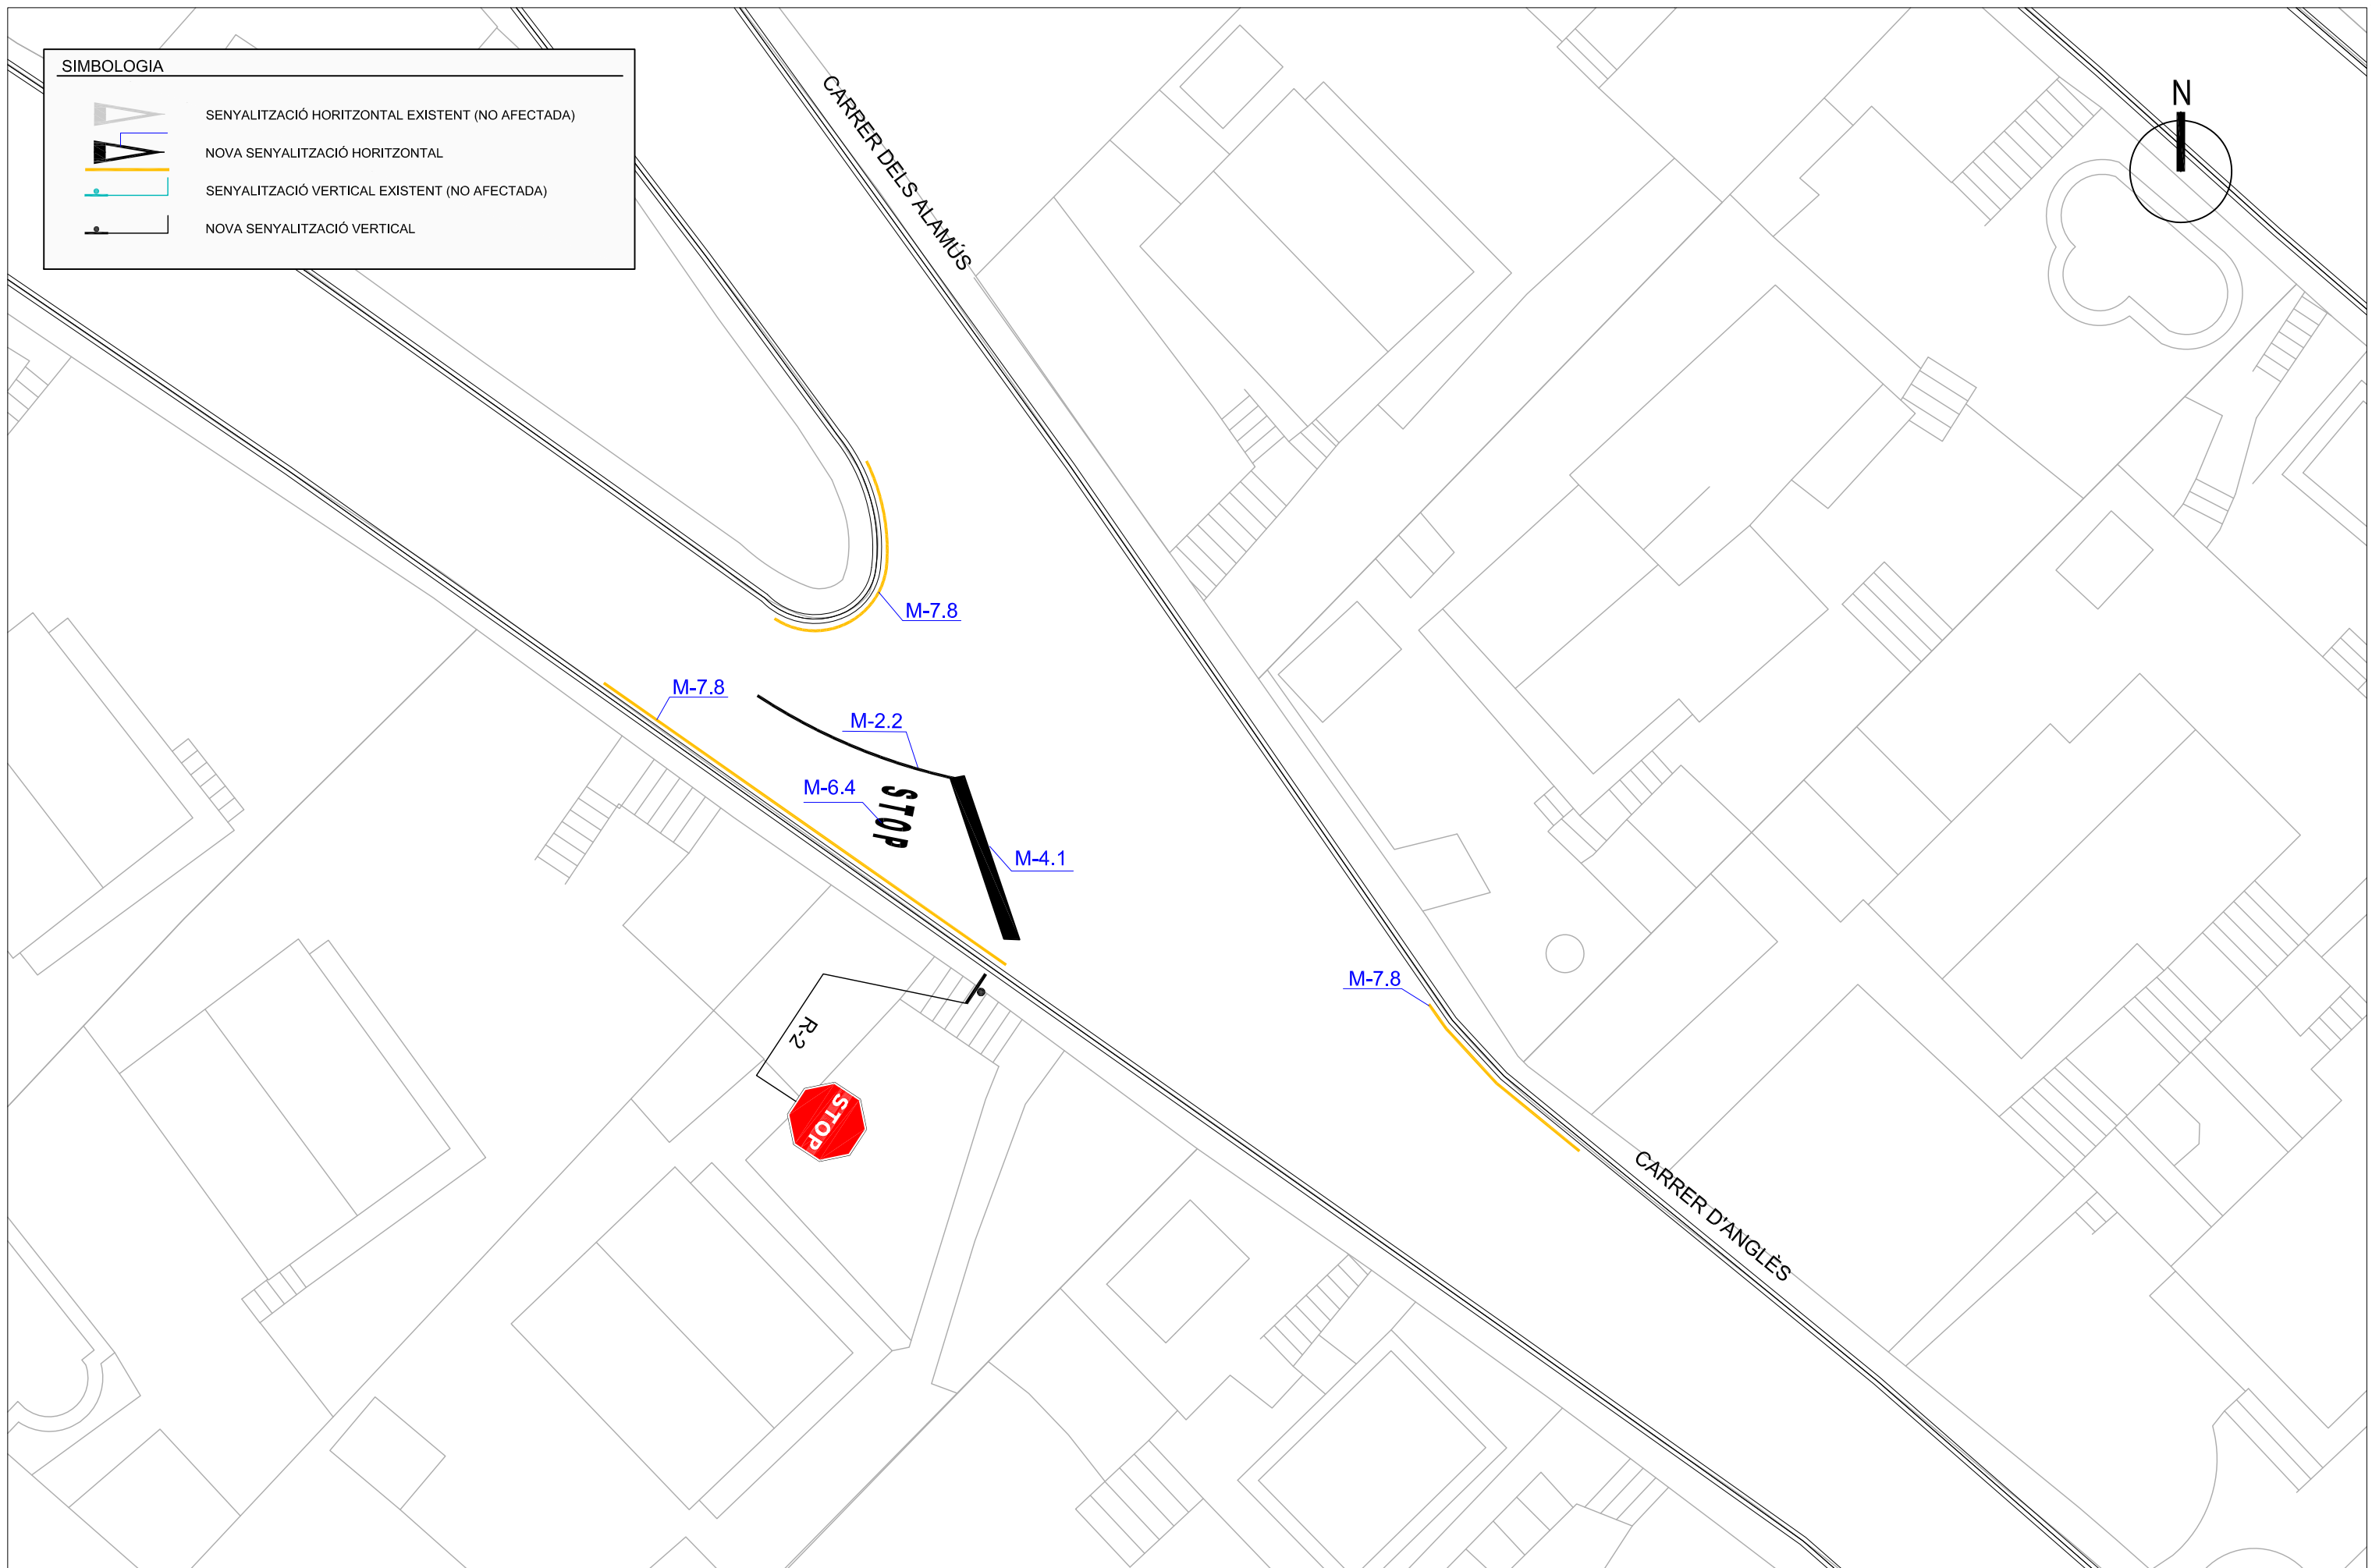 SIMBOLOGIA
SENYALITZACIÓ HORITZONTAL EXISTENT (NO AFECTADA)
NOVA SENYALITZACIÓ HORITZONTAL
SENYALITZACIÓ VERTICAL EXISTENT (NO AFECTADA)
NOVA SENYALITZACIÓ VERTICAL
CARRER DELS ALAMÚS
N
M-7.8
M-7.8
M-2.2
M-6.4
STOP
M-4.1
M-7.8
R-2
STOP
CARRER D'ANGLÈS